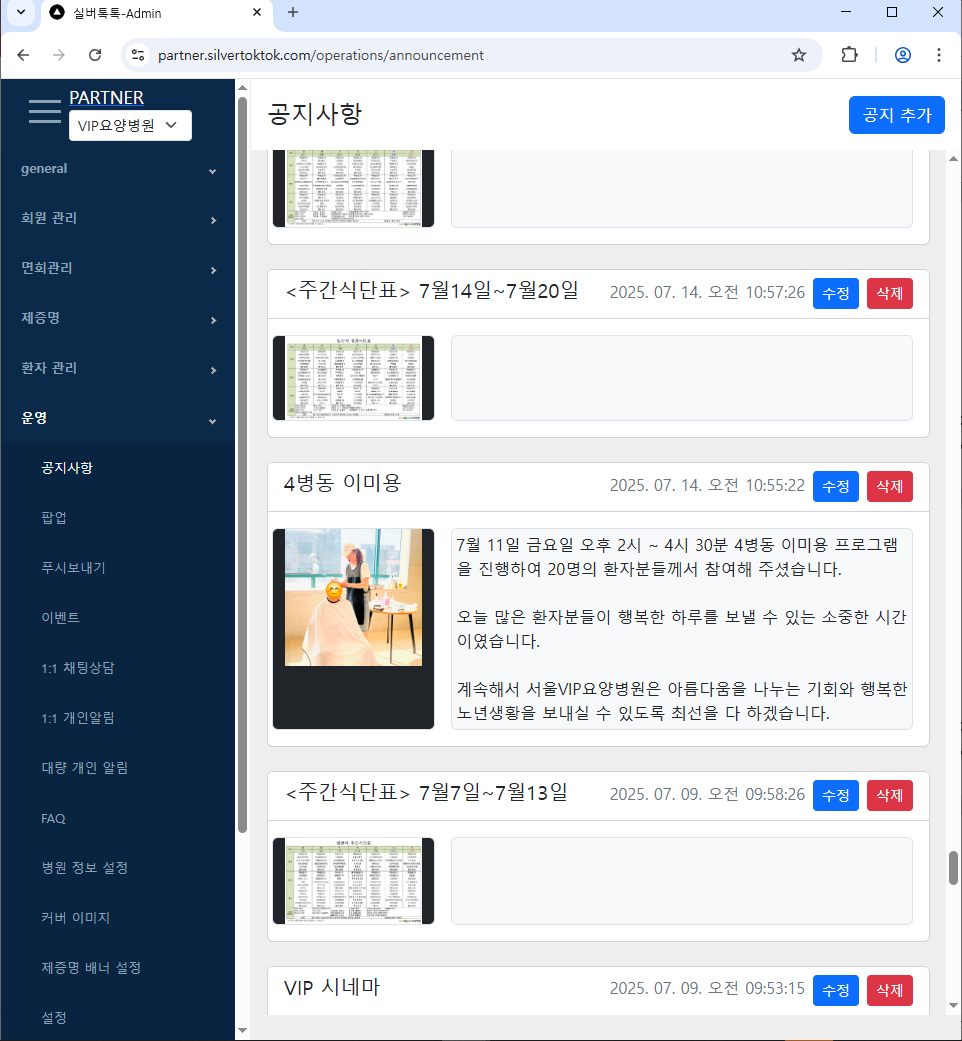 실버톡톡-Admin
partner.silvertoktok.com/operations/announcement
PARTNER
VIP요양병원
general
회원 관리
면회관리
제증명
환자 관리
운영
공지사항
팝업
푸시보내기
이벤트
1:1 채팅상담
1:1 개인알림
대량 개인 알림
FAQ
병원 정보 설정
커버 이미지
제증명 배너 설정
설정
공지사항
공지 추가
<주간식단표> 7월14일~7월20일
2025. 07. 14. 오전 10:57:26
수정
삭제
4병동 이미용
2025. 07. 14. 오전 10:55:22
수정
삭제
7월 11일 금요일 오후 2시 ~ 4시 30분 4병동 이미용 프로그램
을 진행하여 20명의 환자분들께서 참여해 주셨습니다.
오늘 많은 환자분들이 행복한 하루를 보낼 수 있는 소중한 시간
이였습니다.
계속해서 서울VIP요양병원은 아름다움을 나누는 기회와 행복한
노년생활을 보내실 수 있도록 최선을 다 하겠습니다.
<주간식단표> 7월7일~7월13일
2025. 07. 09. 오전 09:58:26
수정
삭제
VIP 시네마
2025. 07. 09. 오전 09:53:15
수정
삭제